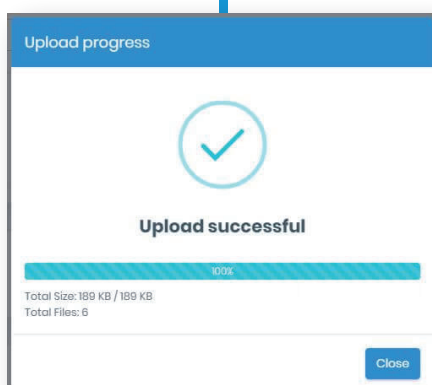 Upload progress
Upload successful
100%
Total Size: 189 KB / 189 KB
Total Files: 6
Close